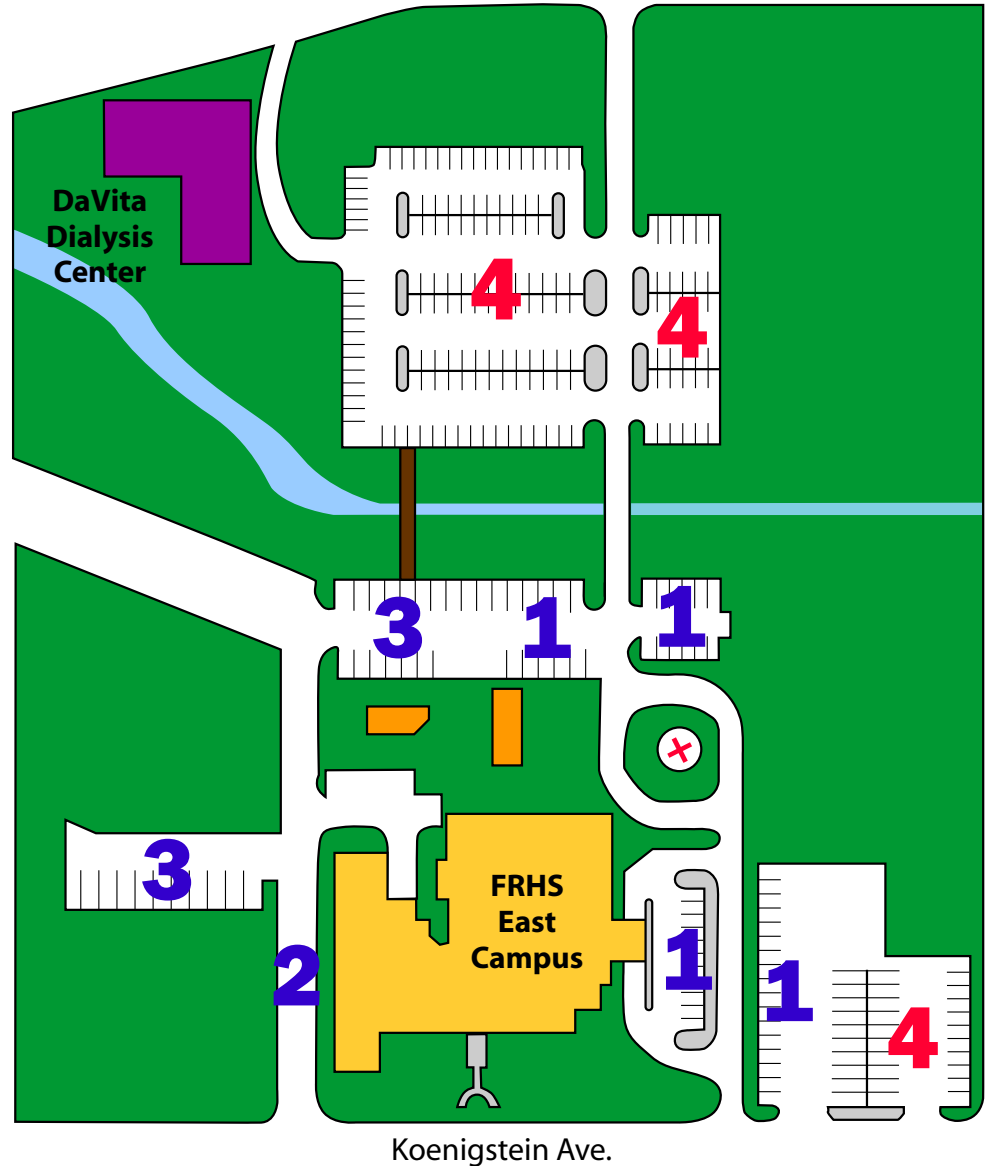 DaVita
Dialysis
Center
4
4
3
1
1
3
FRHS
East
Campus
2
1
1
4
Koenigstein Ave.